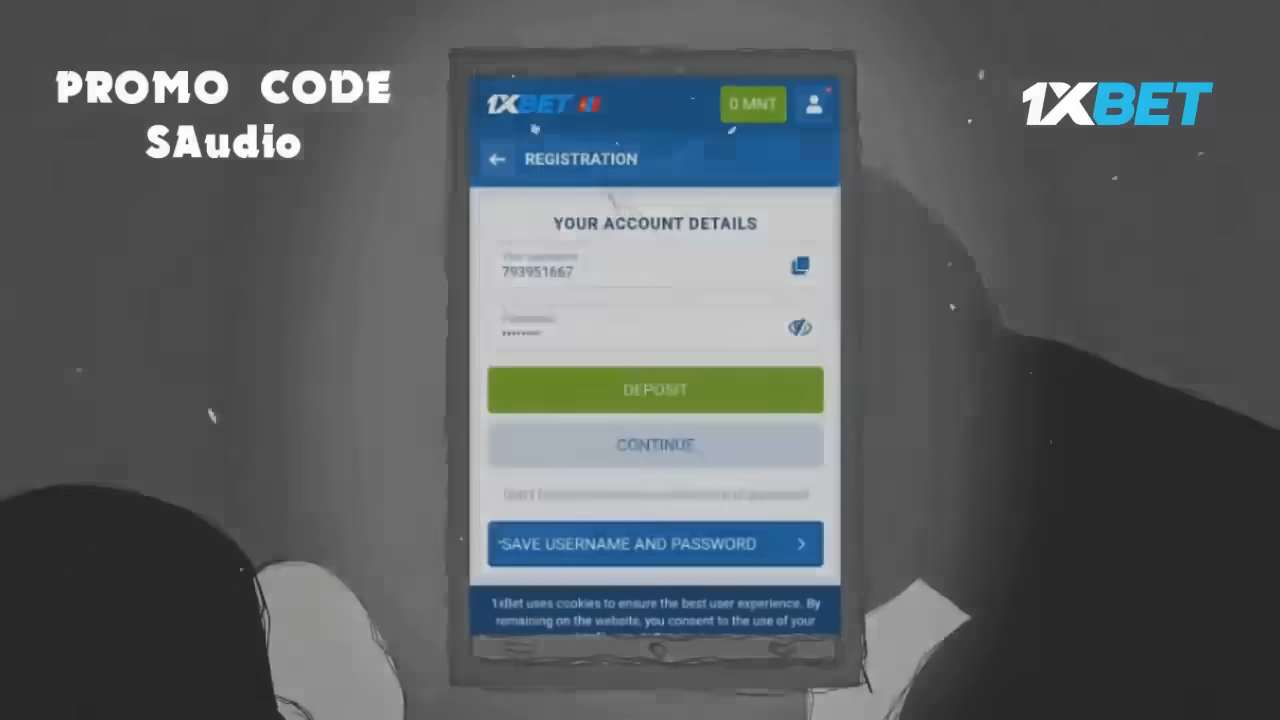 PROMO CODE
SAudio
1XBET
1XBET
0 MNT
REGISTRATION
YOUR ACCOUNT DETAILS
793951667
DEPOSIT
CONTINUE
SAVE USERNAME AND PASSWORD
1xBet uses cookies to ensure the best user experience. By
remaining on the website, you consent to the use of your